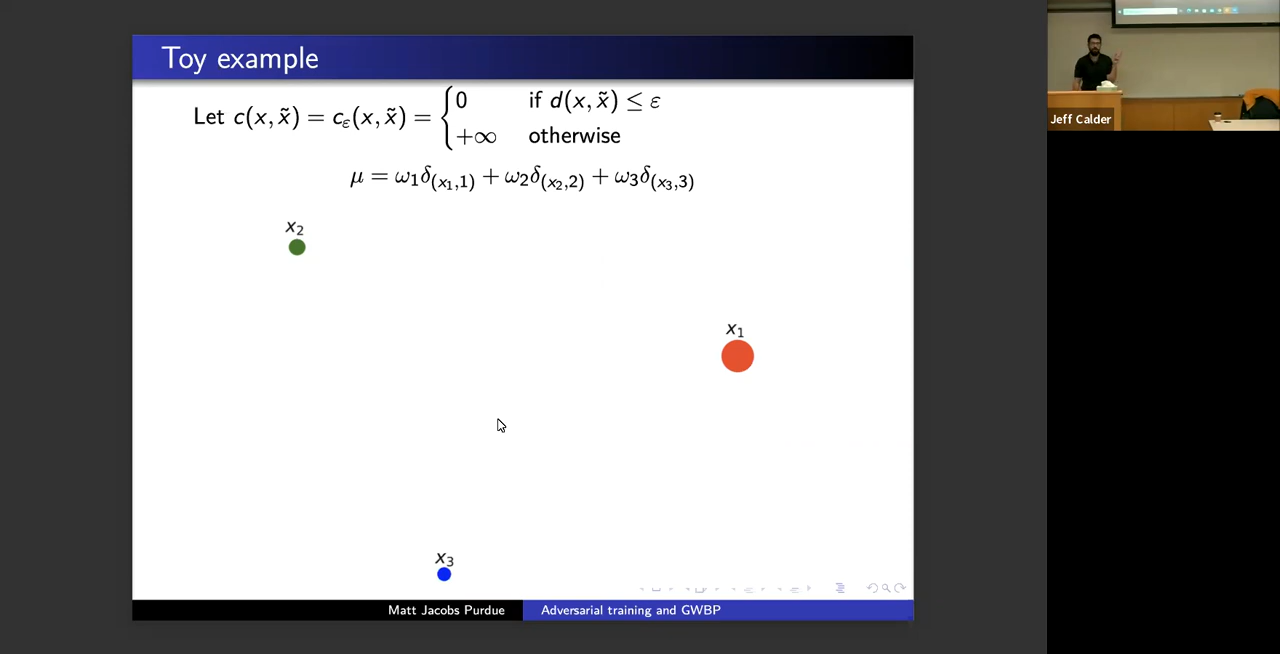 Toy example
Let c(x, x̃) = c_ε(x, x̃) = { 0 if d(x, x̃) ≤ ε
+∞ otherwise
μ = ω₁δ_(x₁,1) + ω₂δ_(x₂,2) + ω₃δ_(x₃,3)
x₂
x₁
x₃
Matt Jacobs Purdue Adversarial training and GWBP
Jeff Calder